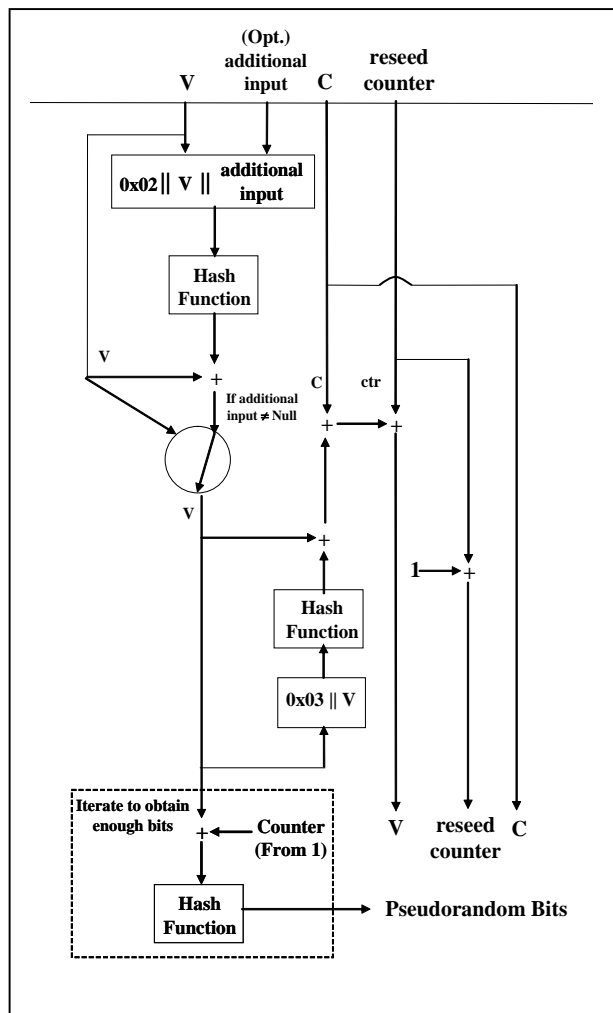 (Opt.)
additional
input
V
C
reseed
counter
0x02 || V ||
additional
input
Hash
Function
V
+
If additional
input ≠ Null
C
ctr
+
+
V
+
1
+
Hash
Function
0x03 || V
Iterate to obtain
enough bits
+
Counter
(From 1)
V
reseed
counter
C
Hash
Function
Pseudorandom Bits